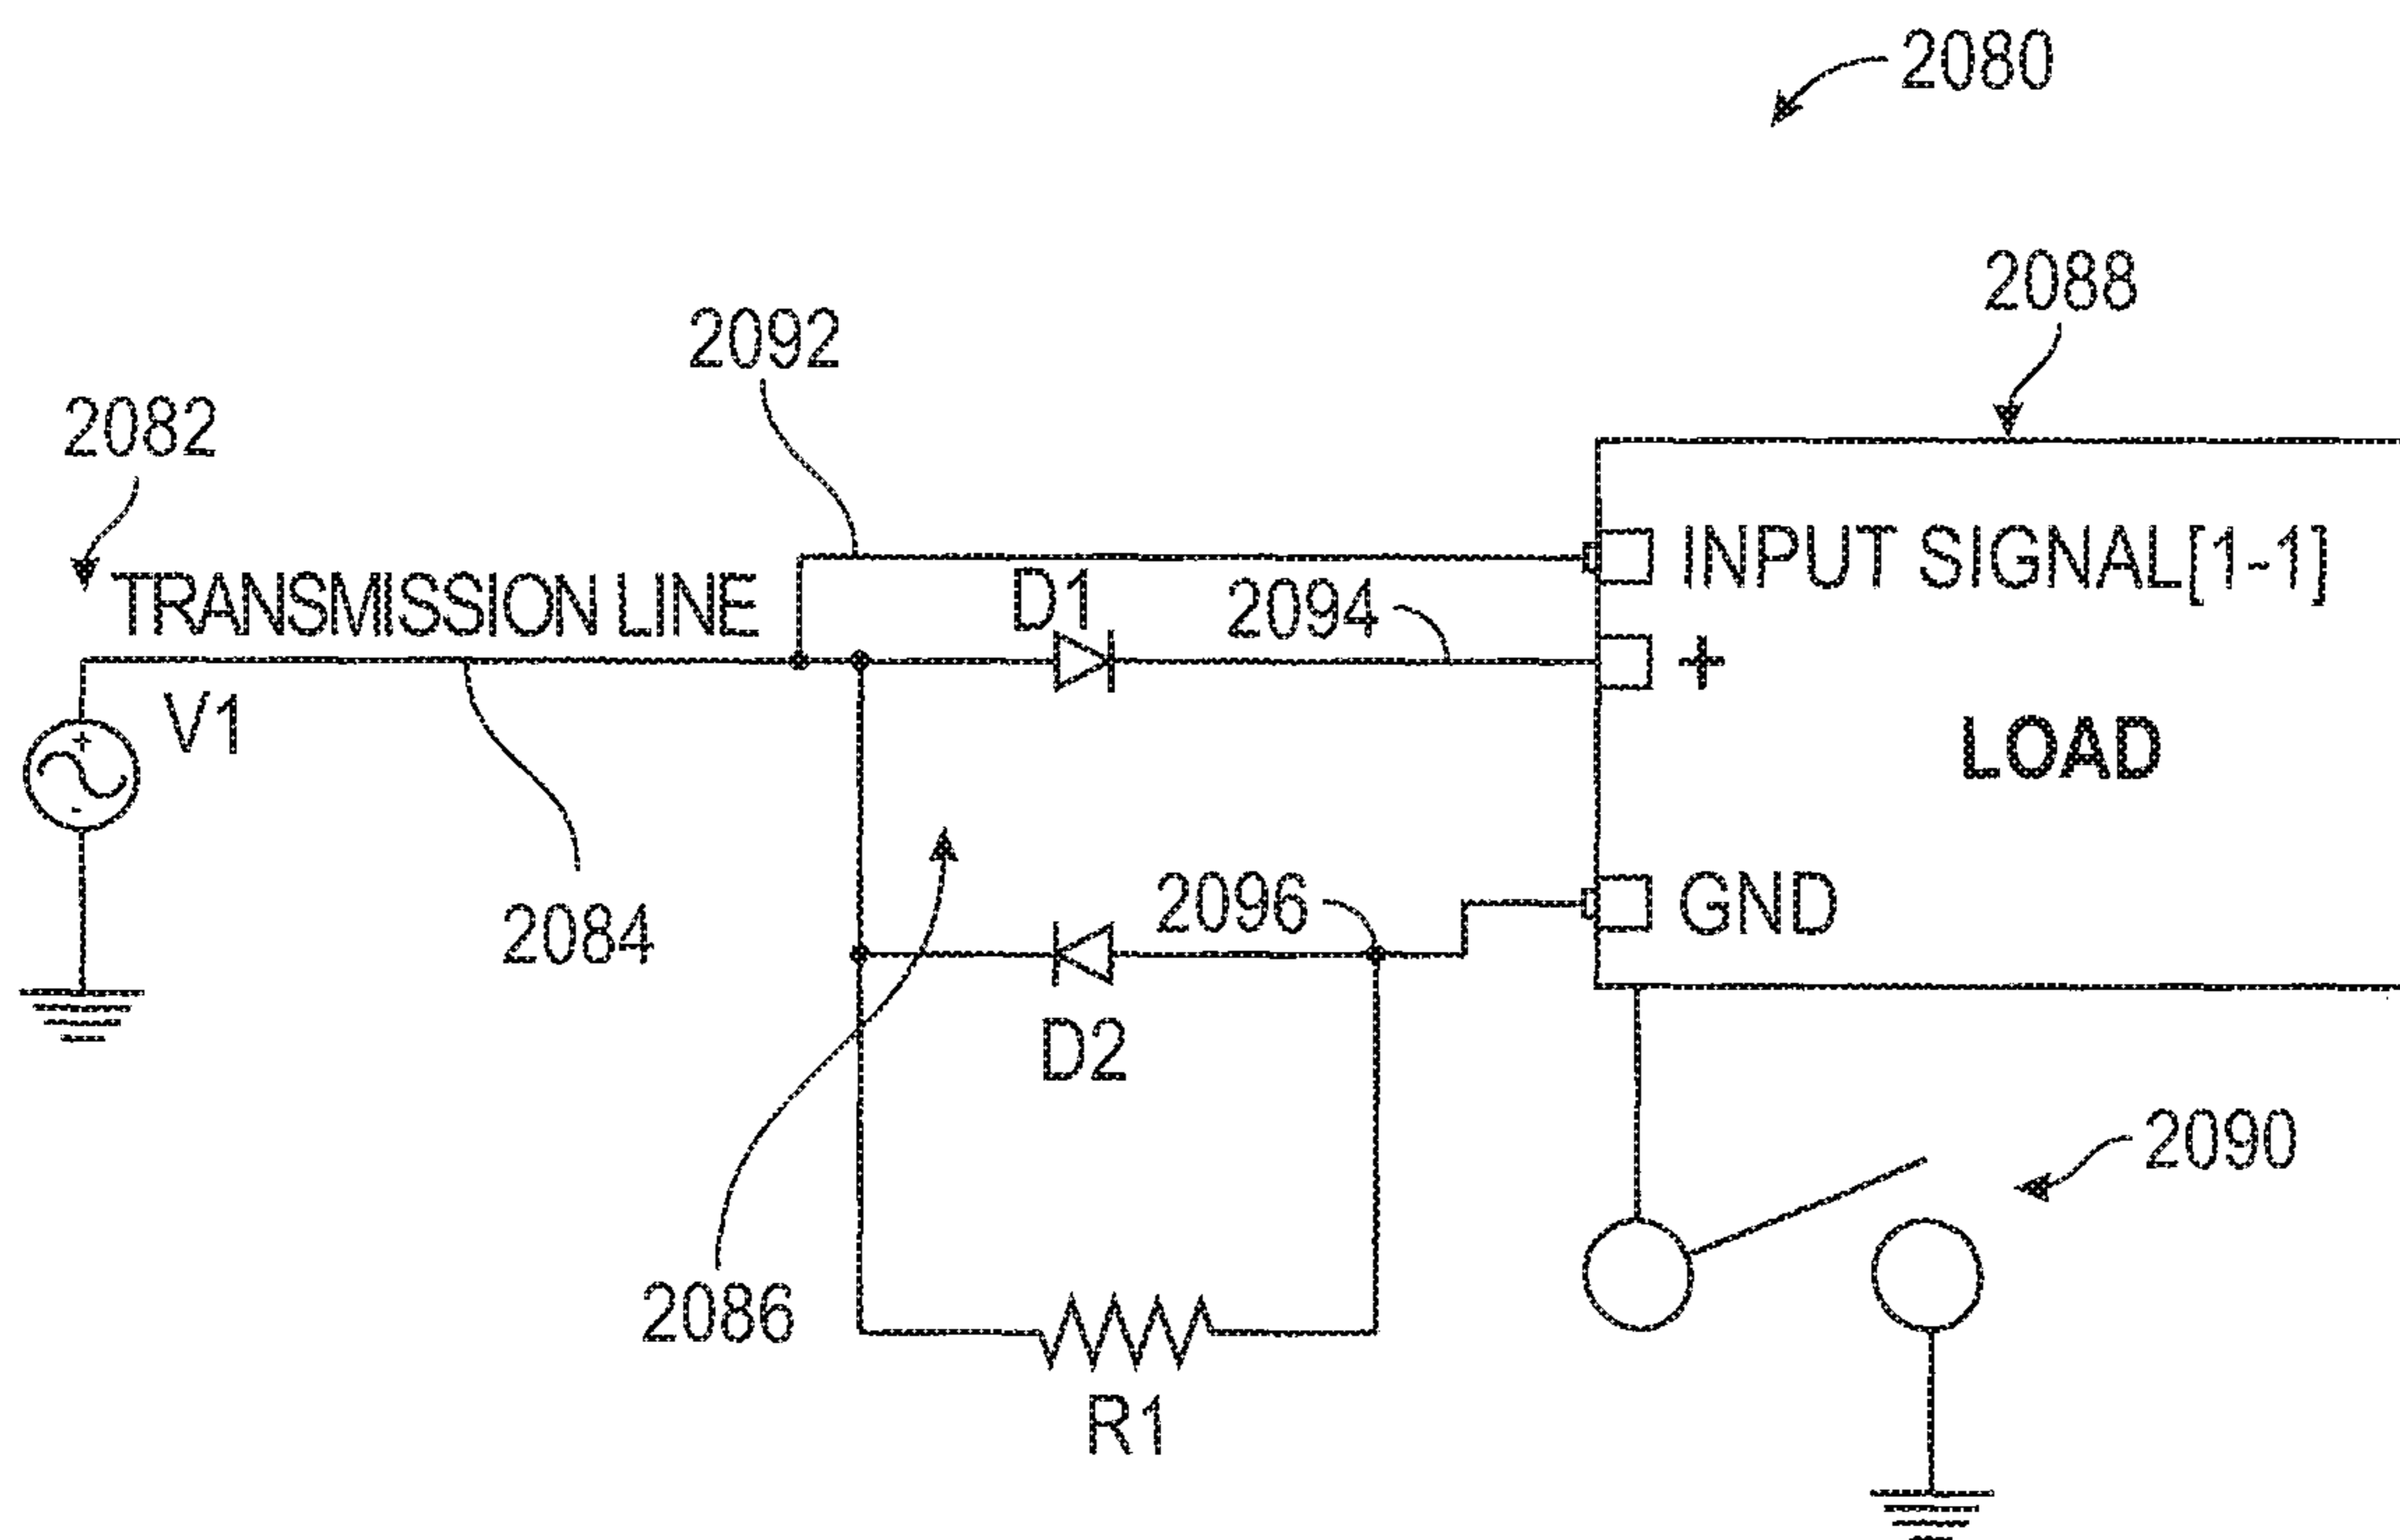 2080
2088
2092
2082
TRANSMISSION LINE
D1
2094
INPUT SIGNAL[1-1]
+
V1
+
-
LOAD
2084
2096
GND
D2
2090
2086
R1